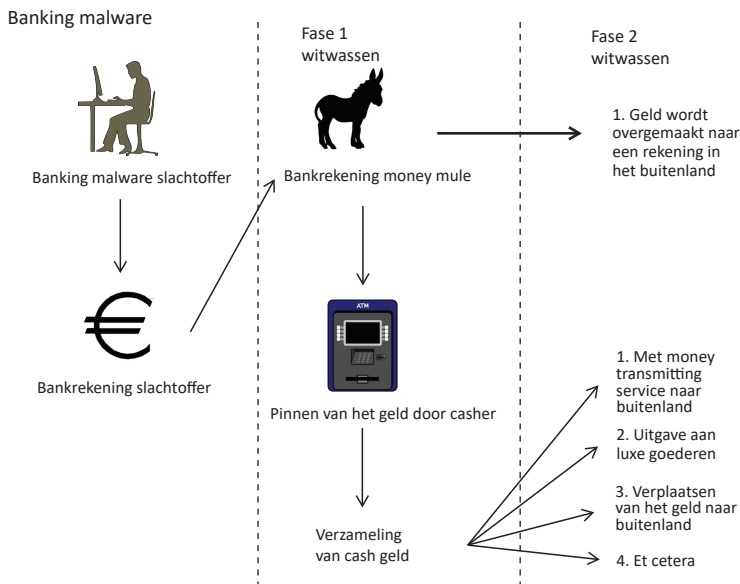 Banking malware
Banking malware slachtoffer
Bankrekening slachtoffer
Fase 1
witwassen
Bankrekening money mule
ATM
Pinnen van het geld door casher
Verzameling
van cash geld
Fase 2
witwassen
1. Geld wordt
overgemaakt naar
een rekening in
het buitenland
1. Met money
transmitting
service naar
buitenland
2. Uitgave aan
luxe goederen
3. Verplaatsen
van het geld naar
buitenland
4. Et cetera